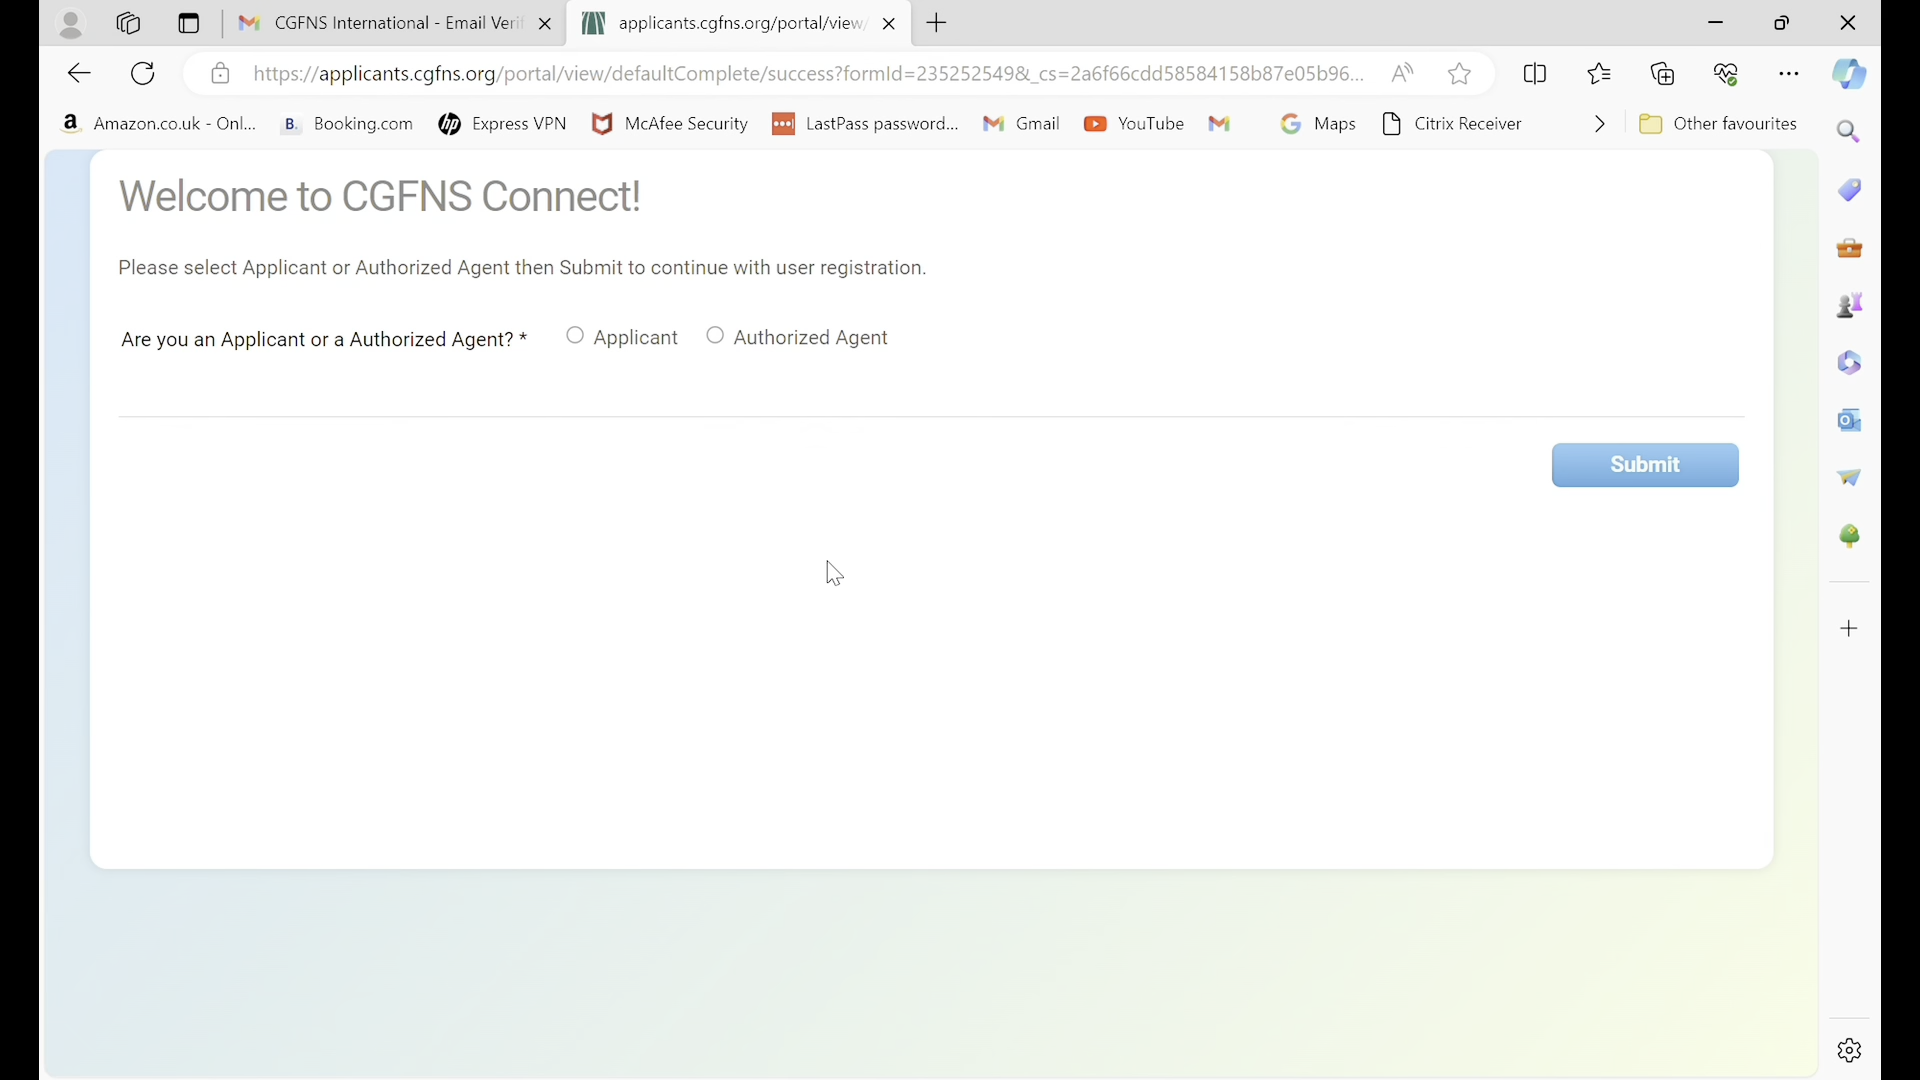 CGFNS International - Email Verif
applicants.cgfns.org/portal/view/
https://applicants.cgfns.org/portal/view/defaultComplete/success?formId=235252549&_cs=2a6f66cdd58584158b87e05b96...
Amazon.co.uk - Onl... Booking.com Express VPN McAfee Security LastPass password... Gmail YouTube Maps Citrix Receiver Other favourites
Welcome to CGFNS Connect!
Please select Applicant or Authorized Agent then Submit to continue with user registration.
Are you an Applicant or a Authorized Agent? * Applicant Authorized Agent
Submit